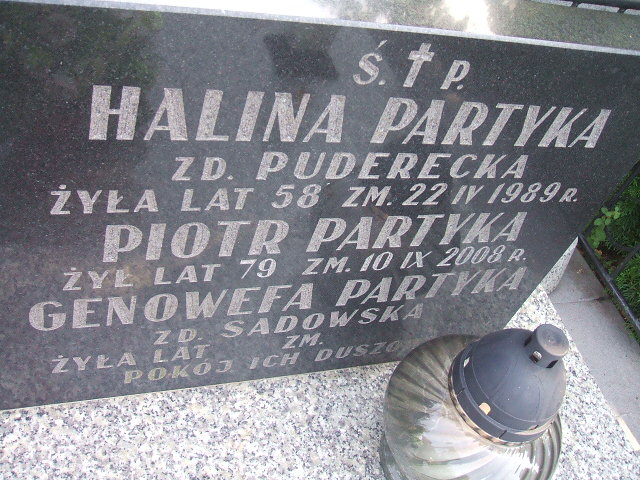 Ś. † P.
HALINA PARTYKA
ZD. PUDERECKA
ŻYŁA LAT 58 ZM. 22 IV 1989 R.
PIOTR PARTYKA
ŻYŁ LAT 79 ZM. 10 IX 2008 R.
GENOWEFA PARTYKA
ZD. SADOWSKA
ŻYŁA LAT ZM.
POKÓJ ICH DUSZO